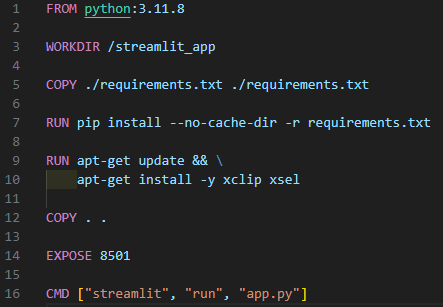 1 FROM python:3.11.8
2
3 WORKDIR /streamlit_app
4
5 COPY ./requirements.txt ./requirements.txt
6
7 RUN pip install --no-cache-dir -r requirements.txt
8
9 RUN apt-get update && \
10     apt-get install -y xclip xsel
11
12 COPY . .
13
14 EXPOSE 8501
15
16 CMD ["streamlit", "run", "app.py"]